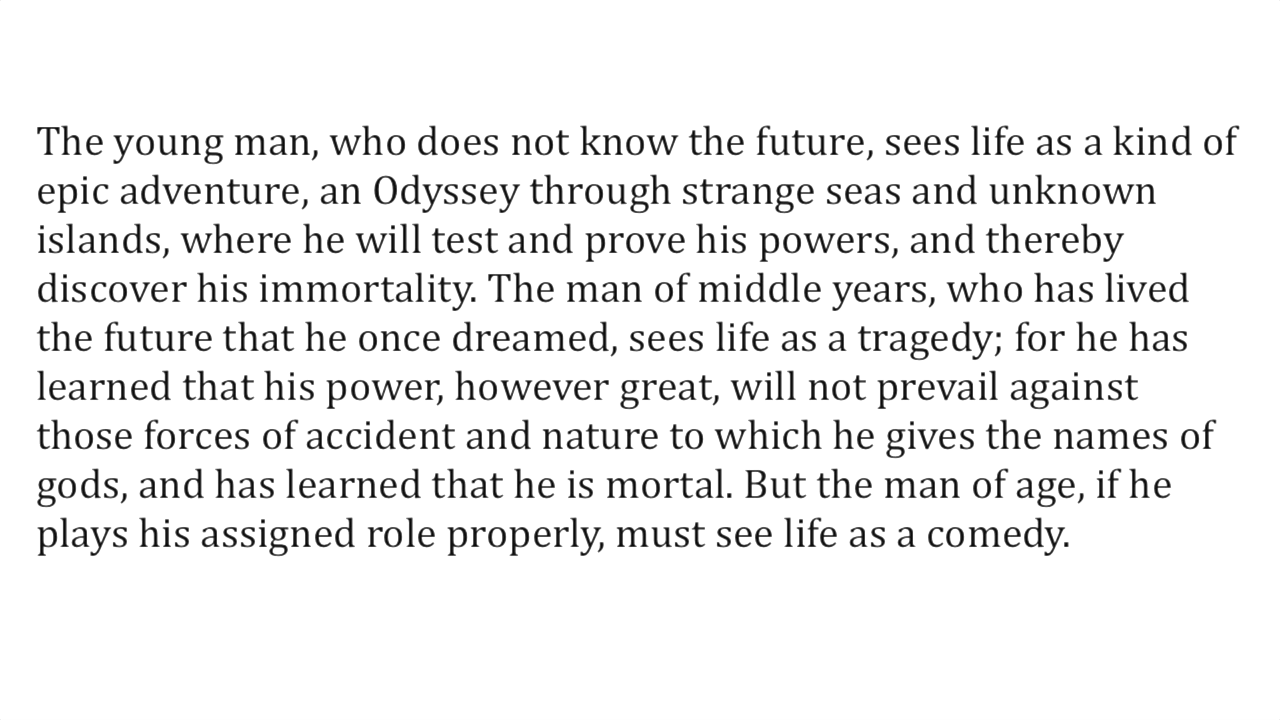 The young man, who does not know the future, sees life as a kind of
epic adventure, an Odyssey through strange seas and unknown
islands, where he will test and prove his powers, and thereby
discover his immortality. The man of middle years, who has lived
the future that he once dreamed, sees life as a tragedy; for he has
learned that his power, however great, will not prevail against
those forces of accident and nature to which he gives the names of
gods, and has learned that he is mortal. But the man of age, if he
plays his assigned role properly, must see life as a comedy.